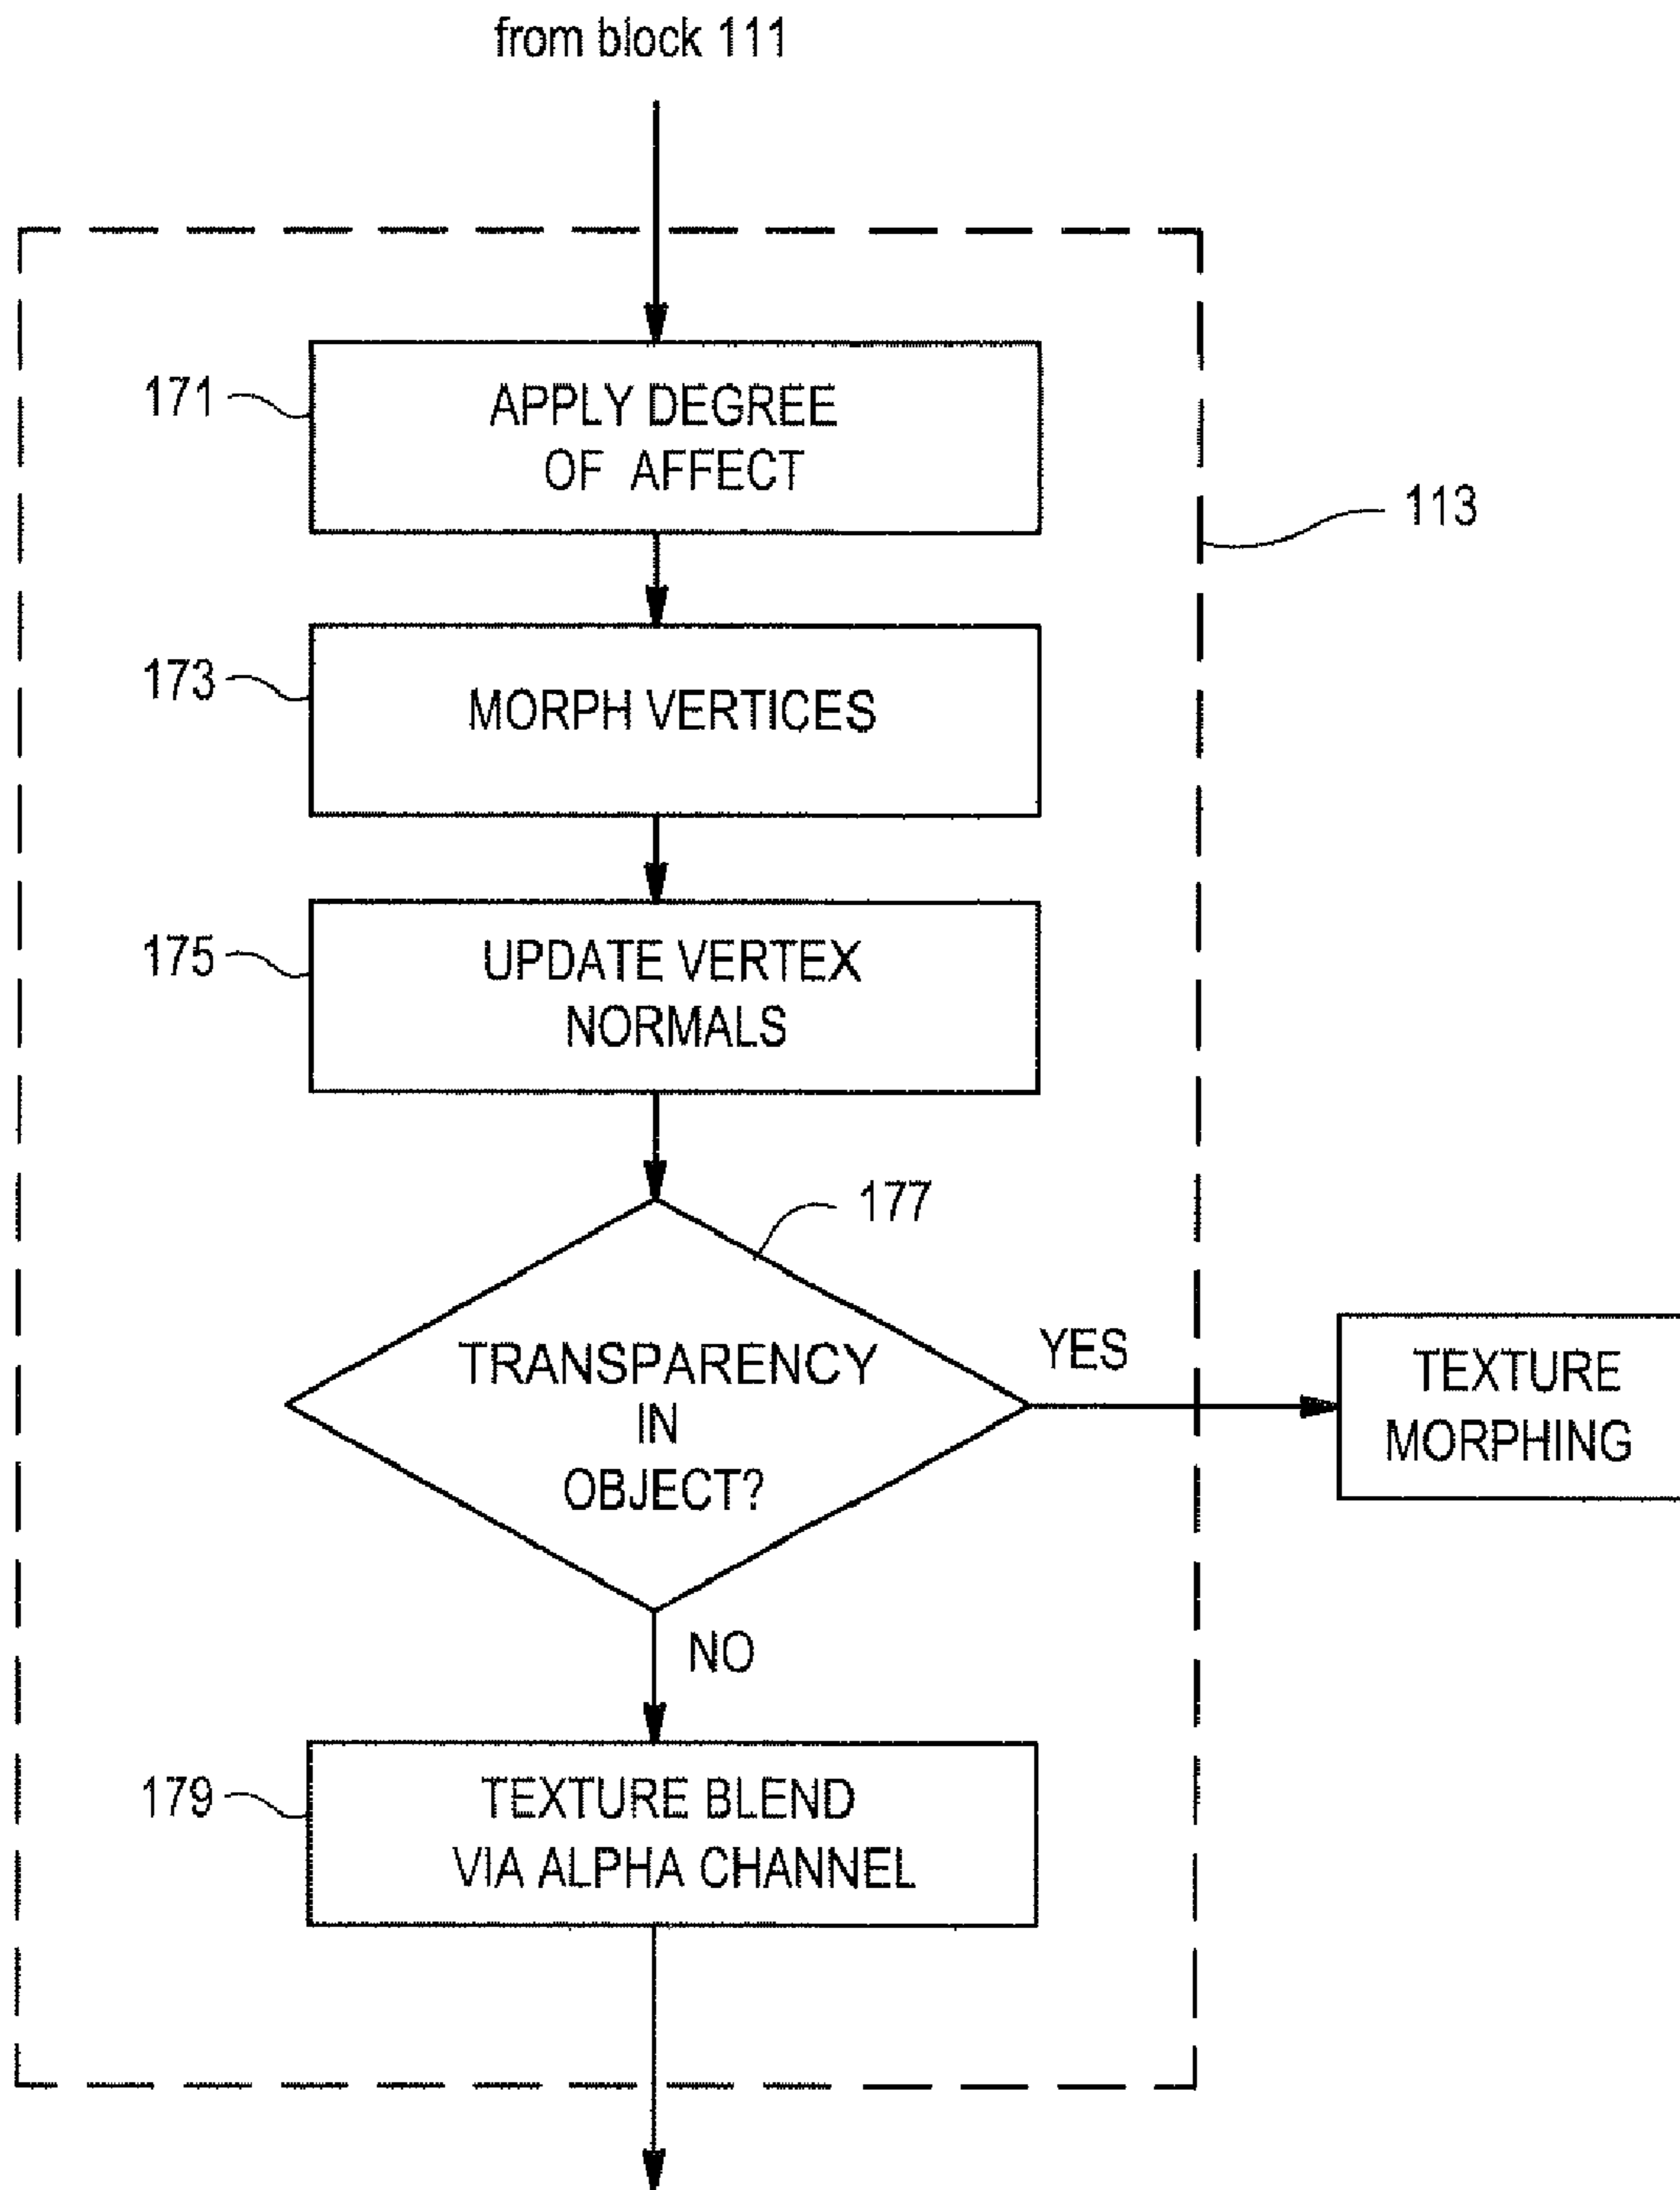 from block 111
171
APPLY DEGREE
OF AFFECT
113
173
MORPH VERTICES
175
UPDATE VERTEX
NORMALS
177
TRANSPARENCY
IN
OBJECT?
YES
TEXTURE
MORPHING
NO
179
TEXTURE BLEND
VIA ALPHA CHANNEL